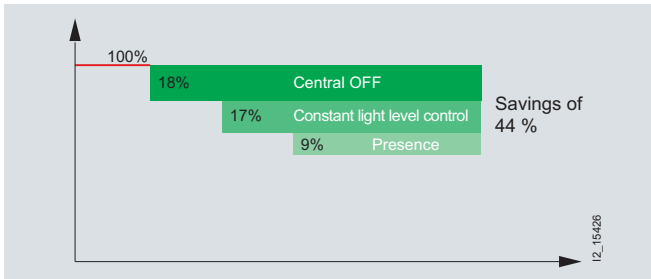 100%
18% Central OFF
17% Constant light level control
9% Presence
Savings of
44 %
I2_15426